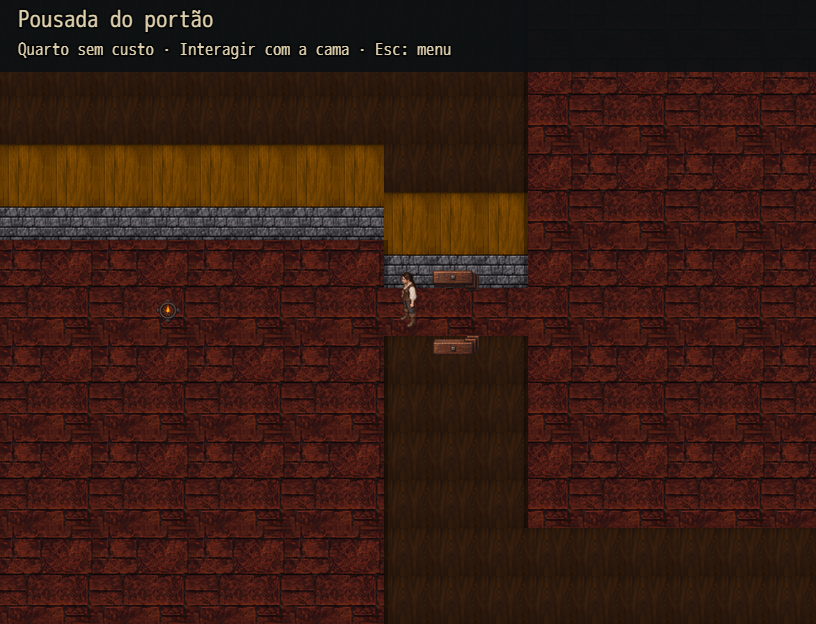 Pousada do portão
Quarto sem custo · Interagir com a cama · Esc: menu